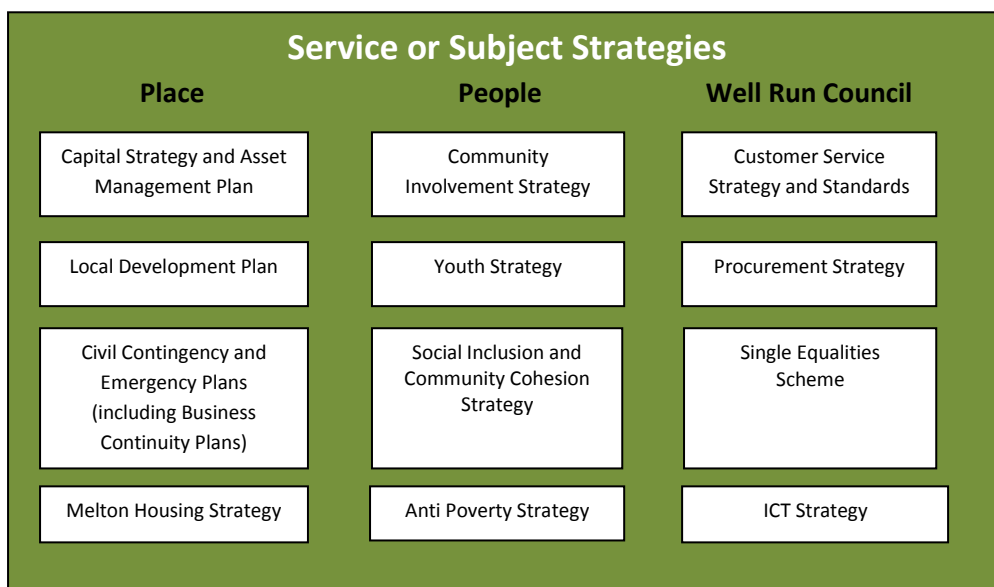 Service or Subject Strategies
Place
People
Well Run Council
Capital Strategy and Asset
Management Plan
Community
Involvement Strategy
Customer Service
Strategy and Standards
Local Development Plan
Youth Strategy
Procurement Strategy
Civil Contingency and
Emergency Plans
(including Business
Continuity Plans)
Social Inclusion and
Community Cohesion
Strategy
Single Equalities
Scheme
Melton Housing Strategy
Anti Poverty Strategy
ICT Strategy